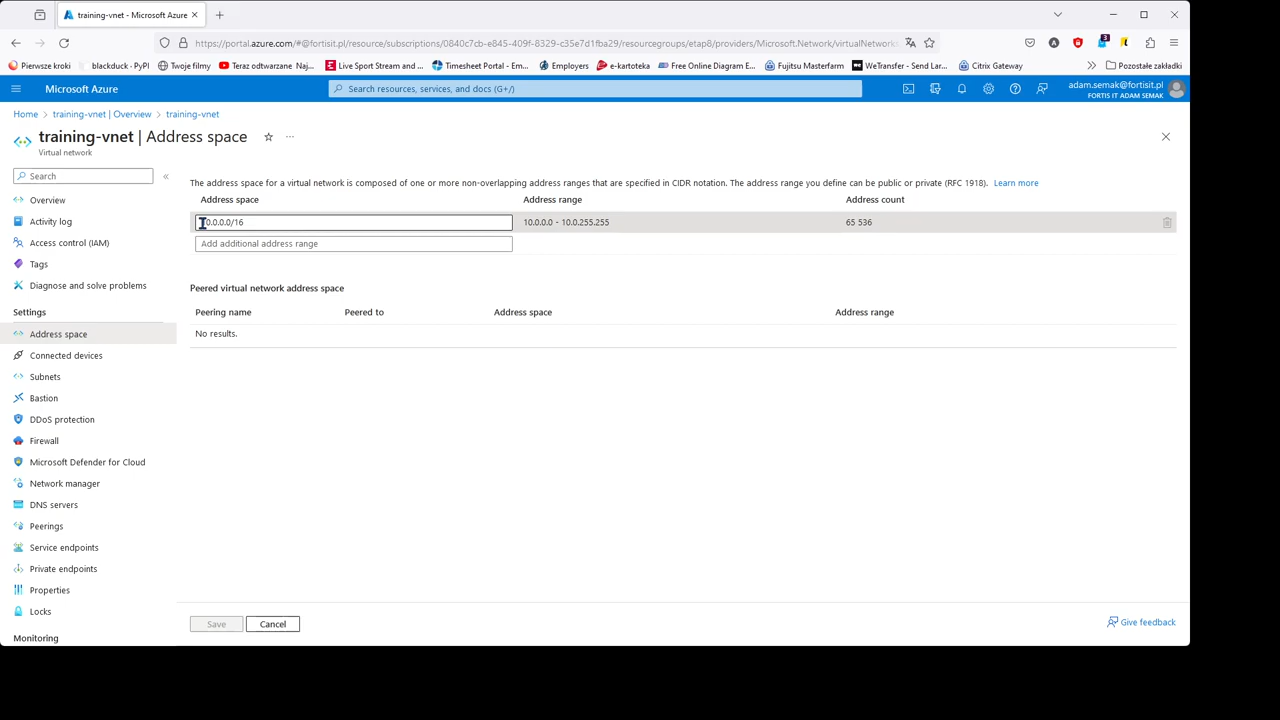 training-vnet - Microsoft Azure
https://portal.azure.com/#@fortisit.pl/resource/subscriptions/0840c73c-e845-409f-8329-c35e7d1fba29/resourcegroups/etap8/providers/Microsoft.Network/virtualNetworks
Pierwsze kroki blackduck · PyPI Twoje filmy Teraz odtwarzane: Naj... Live Sport Stream and ... Timesheet Portal - Em... Employers e-kartoteka Free Online Diagram E... Fujitsu Masterfarm WeTransfer - Send Lar... Citrix Gateway Pozostałe zakładki
Microsoft Azure
Search resources, services, and docs (G+/)
3
adam.semak@fortisit.pl
FORTIS IT ADAM SEMAK
Home > training-vnet | Overview > training-vnet
training-vnet | Address space
Virtual network
Search
Overview
Activity log
Access control (IAM)
Tags
Diagnose and solve problems
Settings
Address space
Connected devices
Subnets
Bastion
DDoS protection
Firewall
Microsoft Defender for Cloud
Network manager
DNS servers
Peerings
Service endpoints
Private endpoints
Properties
Locks
Monitoring
The address space for a virtual network is composed of one or more non-overlapping address ranges that are specified in CIDR notation. The address range you define can be public or private (RFC 1918). Learn more
Address space Address range Address count
10.0.0.0/16 10.0.0.0 - 10.0.255.255 65 536
Add additional address range
Peered virtual network address space
Peering name Peered to Address space Address range
No results.
Save Cancel
Give feedback